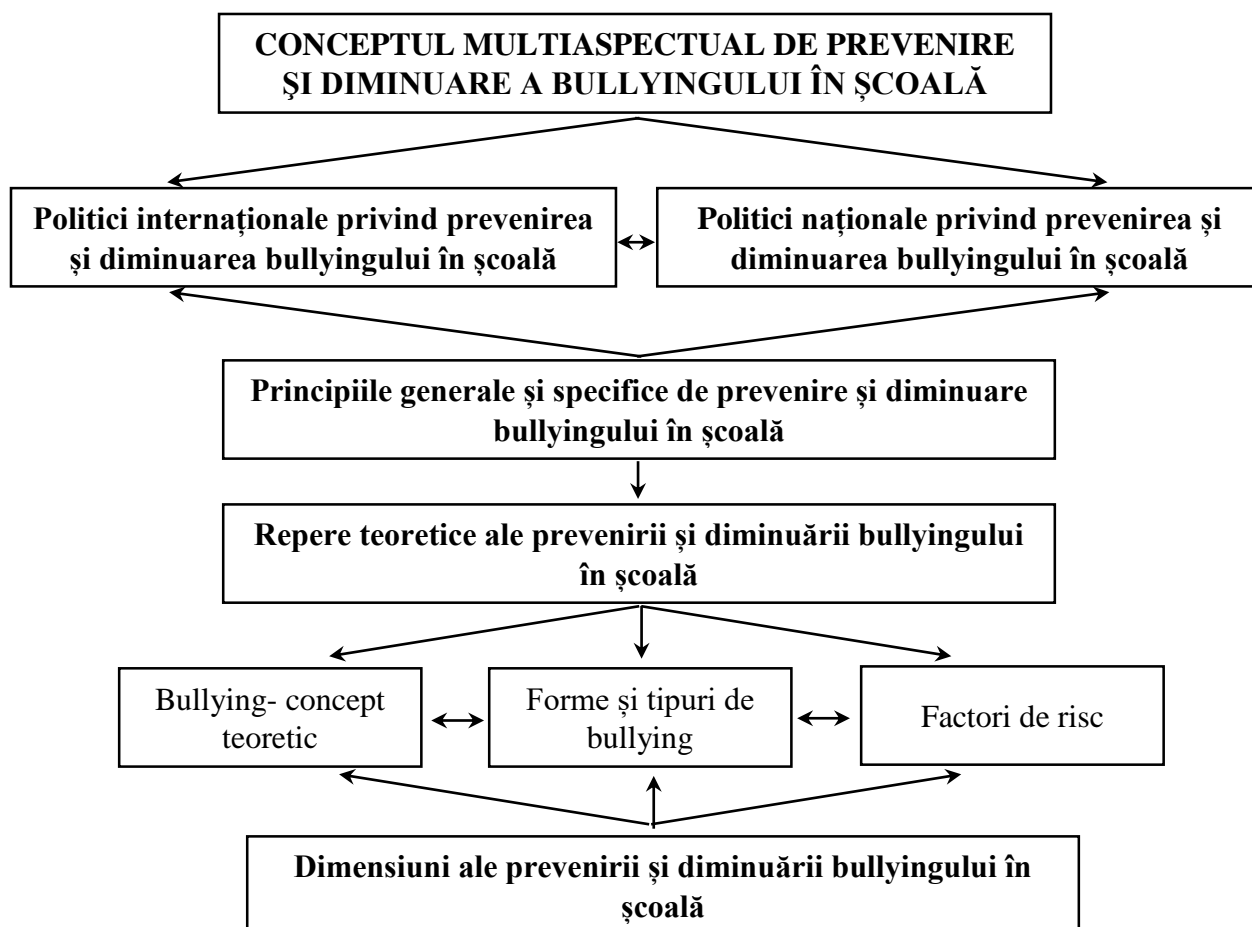 CONCEPTUL MULTIASPECTUAL DE PREVENIRE
ŞI DIMINUARE A BULLYINGULUI ÎN ȘCOALĂ
Politici internaționale privind prevenirea
și diminuarea bullyingului în școală
Politici naționale privind prevenirea și
diminuarea bullyingului în școală
Principiile generale și specifice de prevenire și diminuare
bullyingului în școală
Repere teoretice ale prevenirii și diminuării bullyingului
în școală
Bullying- concept
teoretic
Forme și tipuri de
bullying
Factori de risc
Dimensiuni ale prevenirii și diminuării bullyingului în
școală